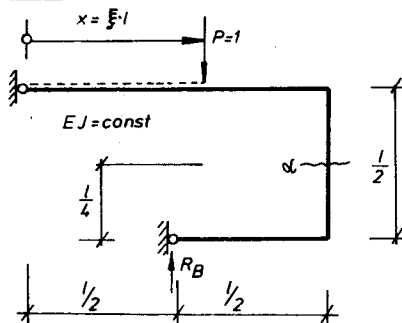 x = ξ·l
P=1
EJ=const
α
l/2
l/4
R_B
l/2
l/2